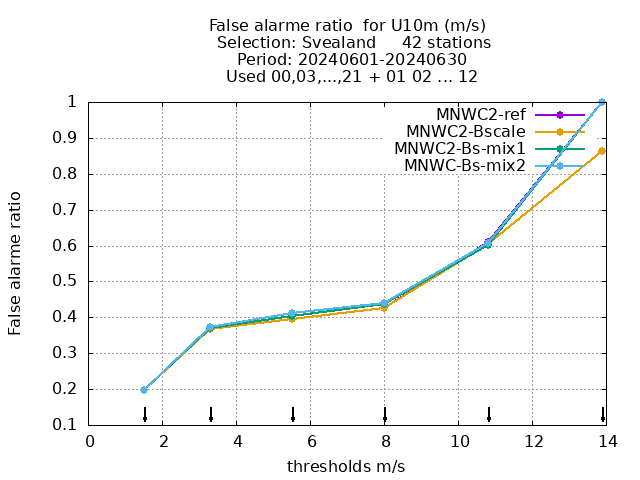 False alarme ratio  for U10m (m/s)
Selection: Svealand     42 stations
Period: 20240601-20240630
Used 00,03,...,21 + 01 02 ... 12
MNWC2-ref
MNWC2-Bscale
MNWC2-Bs-mix1
MNWC-Bs-mix2
False alarme ratio
1
0.9
0.8
0.7
0.6
0.5
0.4
0.3
0.2
0.1
0 2 4 6 8 10 12 14
thresholds m/s